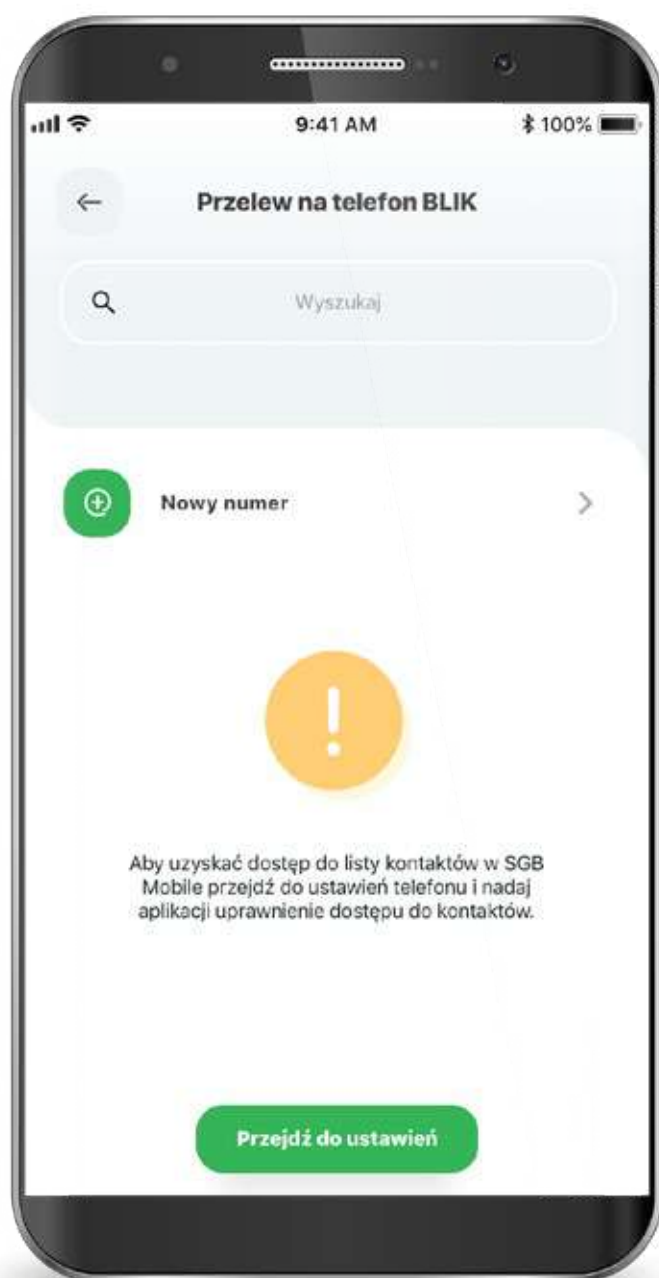 9:41 AM
100%
Przelew na telefon BLIK
Wyszukaj
Nowy numer
Aby uzyskać dostęp do listy kontaktów w SGB
Mobile przejdź do ustawień telefonu i nadaj
aplikacji uprawnienie dostępu do kontaktów.
Przejdź do ustawień